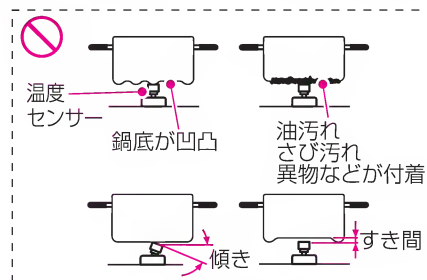 温度
センサー
鍋底が凹凸
油汚れ
さび汚れ
異物などが付着
傾き
すき間